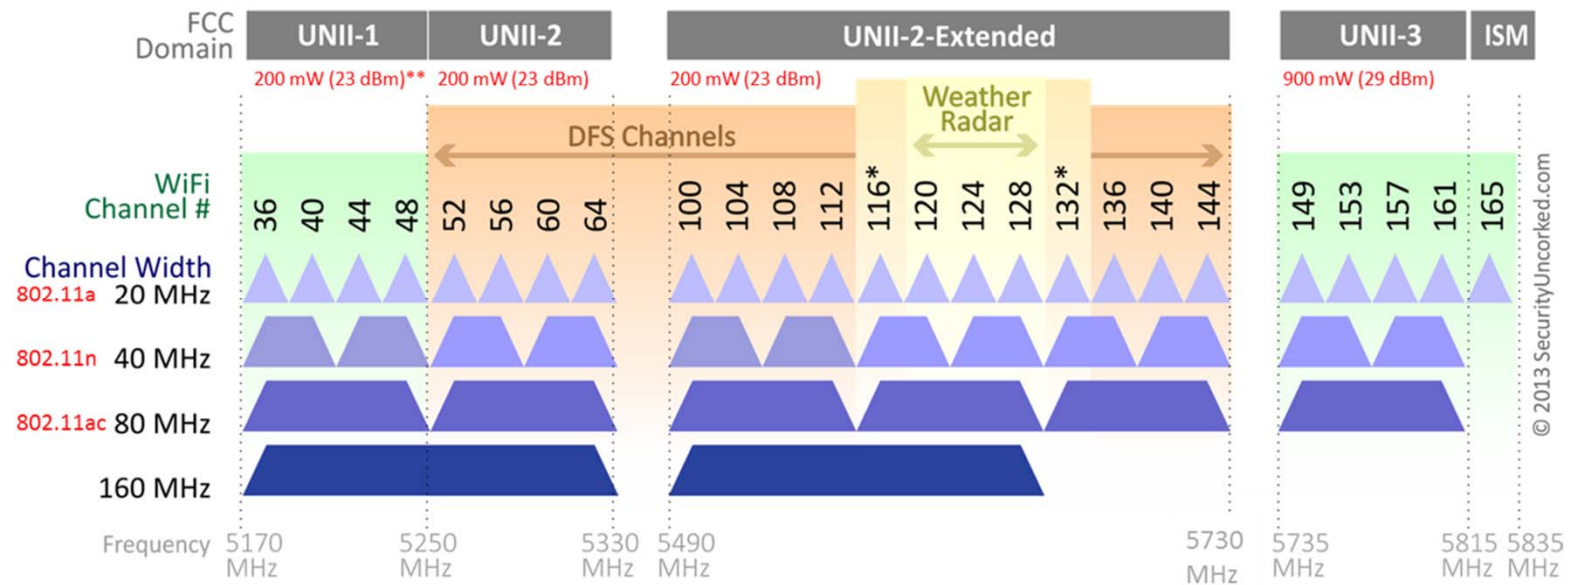 FCC
Domain
UNII-1
UNII-2
UNII-2-Extended
UNII-3
ISM
200 mW (23 dBm)**
200 mW (23 dBm)
200 mW (23 dBm)
900 mW (29 dBm)
Weather
Radar
DFS Channels
WiFi
Channel #
36 40 44 48 52 56 60 64 100 104 108 112 116* 120 124 128 132* 136 140 144 149 153 157 161 165
Channel Width
802.11a 20 MHz
802.11n 40 MHz
802.11ac 80 MHz
160 MHz
Frequency
5170
MHz
5250
MHz
5330
MHz
5490
MHz
5730
MHz
5735
MHz
5815
MHz
5835
MHz
© 2013 SecurityUncorked.com